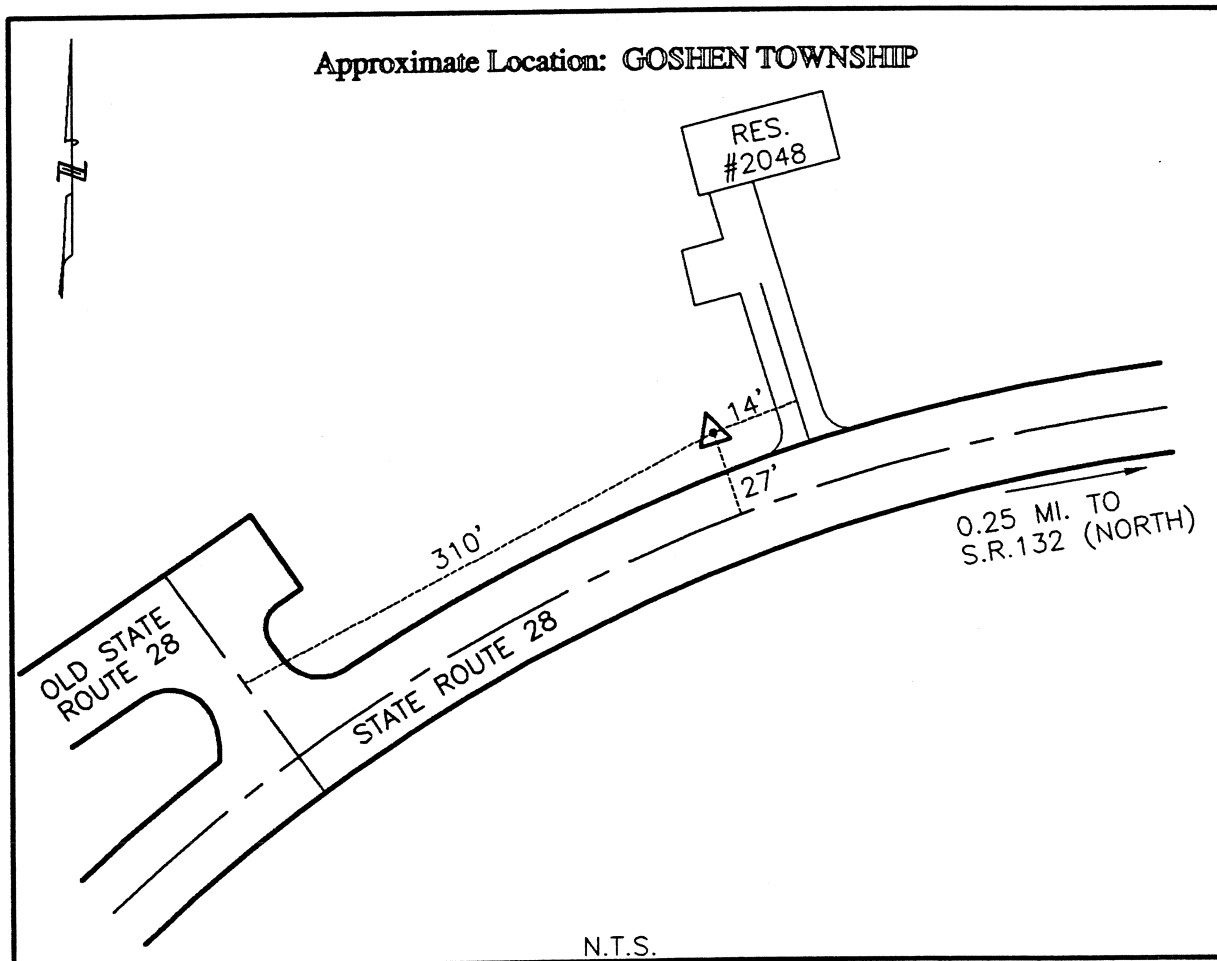 Approximate Location: GOSHEN TOWNSHIP
N
RES.
#2048
14'
27'
310'
0.25 MI. TO
S.R.132 (NORTH)
OLD STATE
ROUTE 28
STATE ROUTE 28
N.T.S.